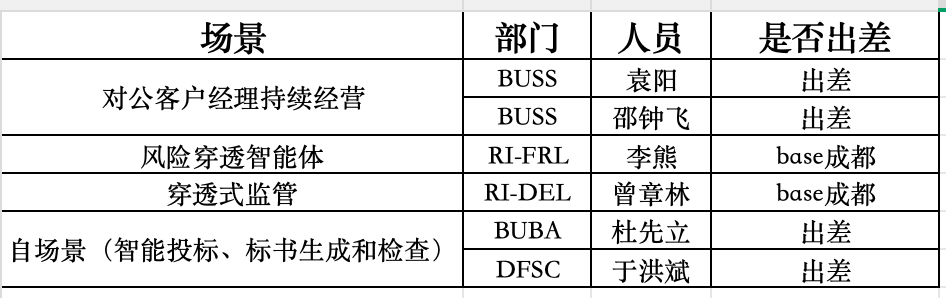 场景 部门 人员 是否出差
对公客户经理持续经营 BUSS 袁阳 出差
BUSS 邵钟飞 出差
风险穿透智能体 RI-FRL 李熊 base成都
穿透式监管 RI-DEL 曾章林 base成都
自场景（智能投标、标书生成和检查） BUBA 杜先立 出差
DFSC 于洪斌 出差